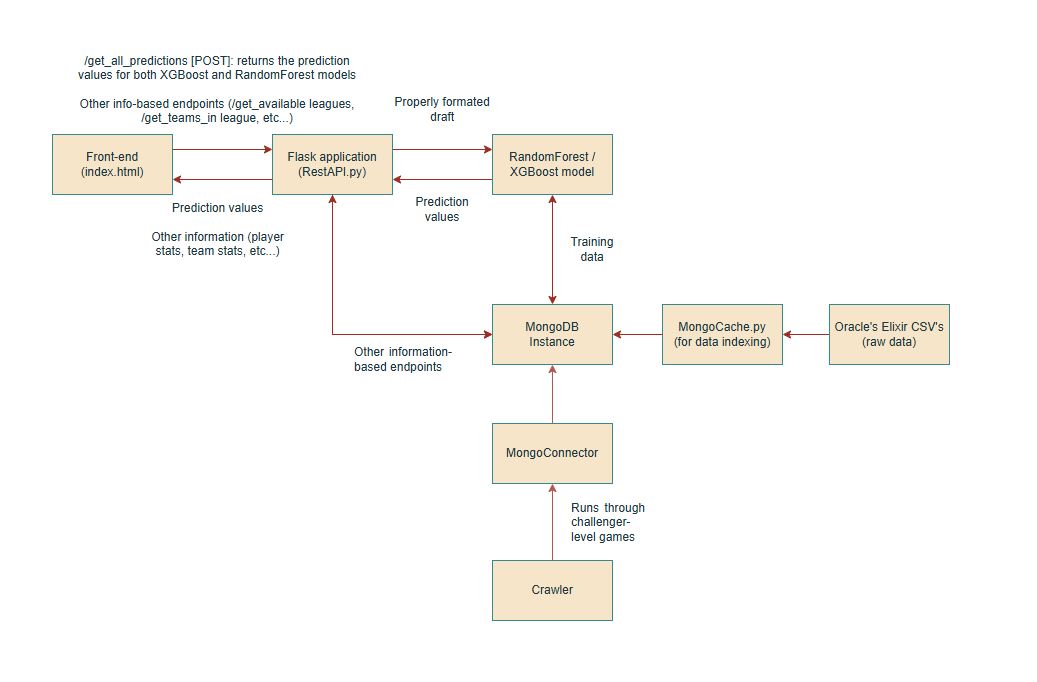 /get_all_predictions [POST]: returns the prediction
values for both XGBoost and RandomForest models
Other info-based endpoints (/get_available leagues,
/get_teams_in league, etc...)
Properly formated
draft
Front-end
(index.html)
Flask application
(RestAPI.py)
RandomForest /
XGBoost model
Prediction values
Other information (player
stats, team stats, etc...)
Prediction
values
Training
data
MongoDB
Instance
MongoCache.py
(for data indexing)
Oracle's Elixir CSV's
(raw data)
Other information-
based endpoints
MongoConnector
Runs through
challenger-
level games
Crawler